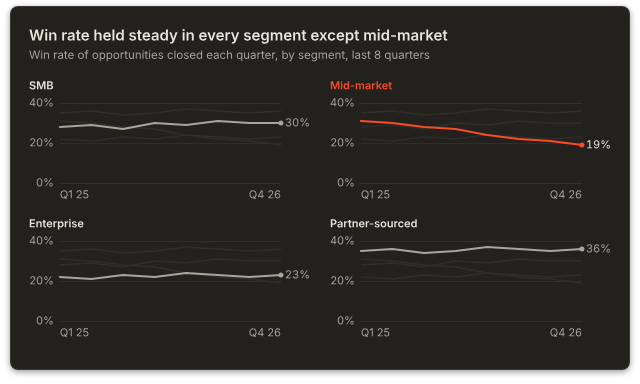 Win rate held steady in every segment except mid-market
Win rate of opportunities closed each quarter, by segment, last 8 quarters
SMB
40%
20%
0%
30%
Q1 25
Q4 26
Mid-market
40%
20%
0%
19%
Q1 25
Q4 26
Enterprise
40%
20%
0%
23%
Q1 25
Q4 26
Partner-sourced
40%
20%
0%
36%
Q1 25
Q4 26